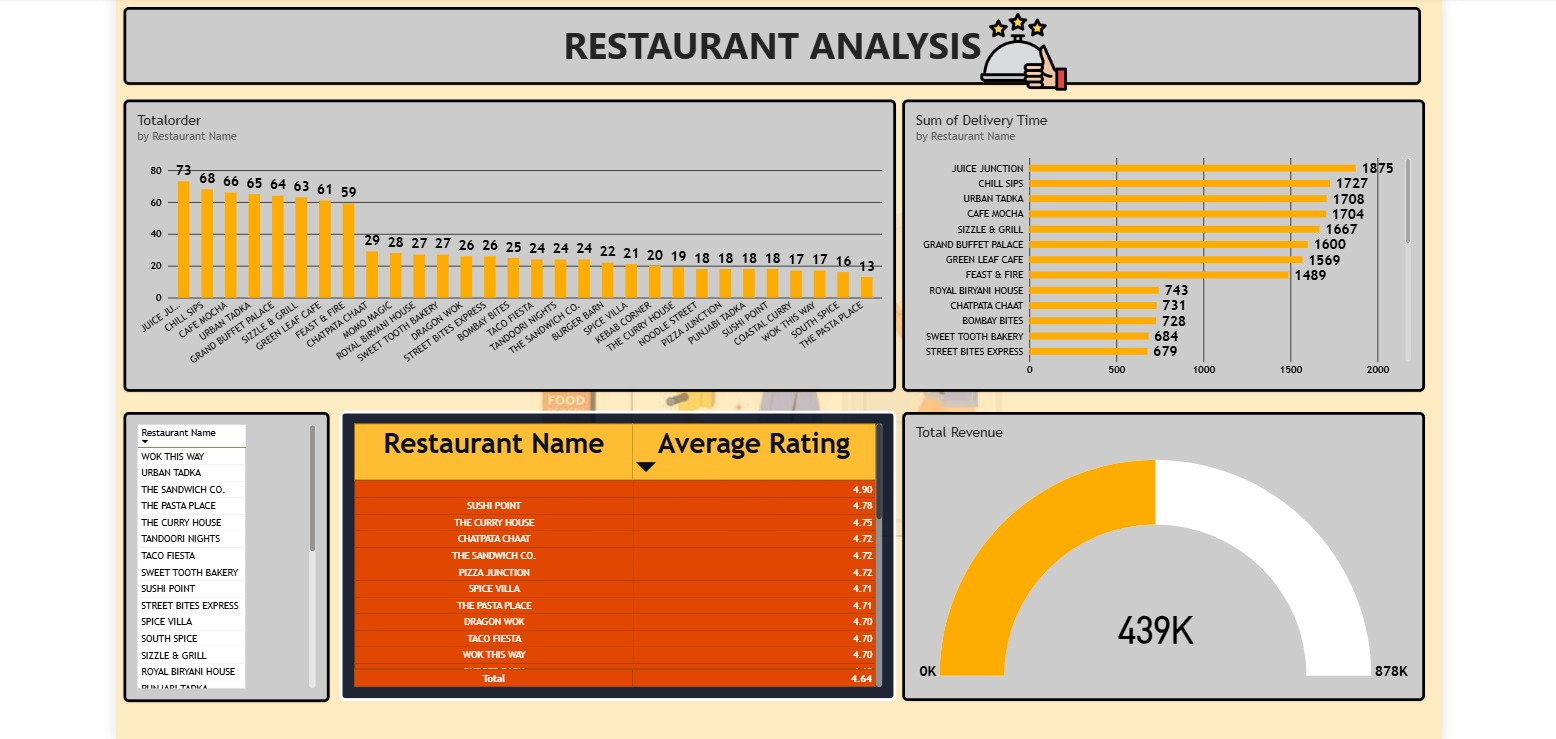 RESTAURANT ANALYSIS
Totalorder
by Restaurant Name
80
60
40
20
0
73 68 66 65 64 63 61 59 29 28 27 27 26 26 25 24 24 24 22 21 20 19 18 18 18 18 17 17 16 13
JUICE JU...
CHILL SIPS
CAFE MOCHA
URBAN TADKA
GRAND BUFFET PALACE
SIZZLE & GRILL
GREEN LEAF CAFE
FEAST & FIRE
CHATPATA CHAAT
MOMO MAGIC
ROYAL BIRYANI HOUSE
SWEET TOOTH BAKERY
DRAGON WOK
STREET BITES EXPRESS
BOMBAY BITES
TACO FIESTA
TANDOORI NIGHTS
THE SANDWICH CO.
BURGER BARN
SPICE VILLA
KEBAB CORNER
THE CURRY HOUSE
NOODLE STREET
PIZZA JUNCTION
PUNJABI TADKA
SUSHI POINT
COASTAL CURRY
WOK THIS WAY
SOUTH SPICE
THE PASTA PLACE
Sum of Delivery Time
by Restaurant Name
JUICE JUNCTION 1875
CHILL SIPS 1727
URBAN TADKA 1708
CAFE MOCHA 1704
SIZZLE & GRILL 1667
GRAND BUFFET PALACE 1600
GREEN LEAF CAFE 1569
FEAST & FIRE 1489
ROYAL BIRYANI HOUSE 743
CHATPATA CHAAT 731
BOMBAY BITES 728
SWEET TOOTH BAKERY 684
STREET BITES EXPRESS 679
0 500 1000 1500 2000
FOOD
Restaurant Name
WOK THIS WAY
URBAN TADKA
THE SANDWICH CO.
THE PASTA PLACE
THE CURRY HOUSE
TANDOORI NIGHTS
TACO FIESTA
SWEET TOOTH BAKERY
SUSHI POINT
STREET BITES EXPRESS
SPICE VILLA
SOUTH SPICE
SIZZLE & GRILL
ROYAL BIRYANI HOUSE
PUNJABI TADKA
Restaurant Name Average Rating
4.90
SUSHI POINT 4.78
THE CURRY HOUSE 4.75
CHATPATA CHAAT 4.72
THE SANDWICH CO. 4.72
PIZZA JUNCTION 4.72
SPICE VILLA 4.71
THE PASTA PLACE 4.71
DRAGON WOK 4.70
TACO FIESTA 4.70
WOK THIS WAY 4.70
Total 4.64
Total Revenue
439K
0K 878K